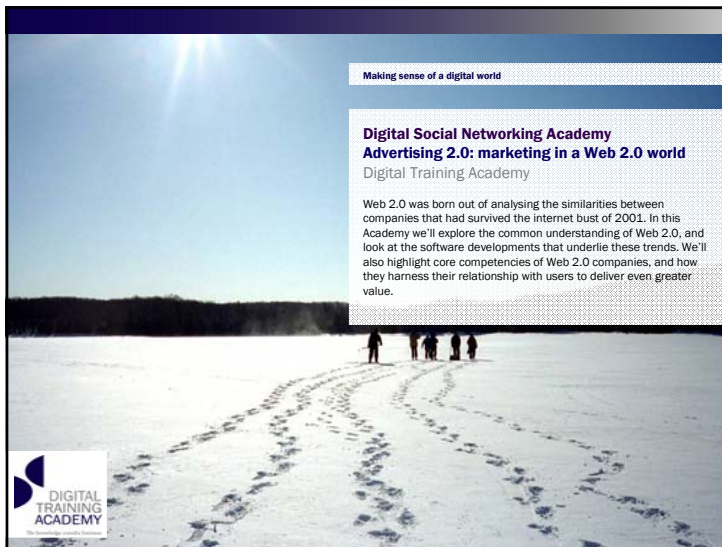 Making sense of a digital world
Digital Social Networking Academy
Advertising 2.0: marketing in a Web 2.0 world
Digital Training Academy
Web 2.0 was born out of analysing the similarities between
companies that had survived the internet bust of 2001. In this
Academy we'll explore the common understanding of Web 2.0, and
look at the software developments that underlie these trends. We'll
also highlight core competencies of Web 2.0 companies, and how
they harness their relationship with users to deliver even greater
value.
DIGITAL
TRAINING
ACADEMY